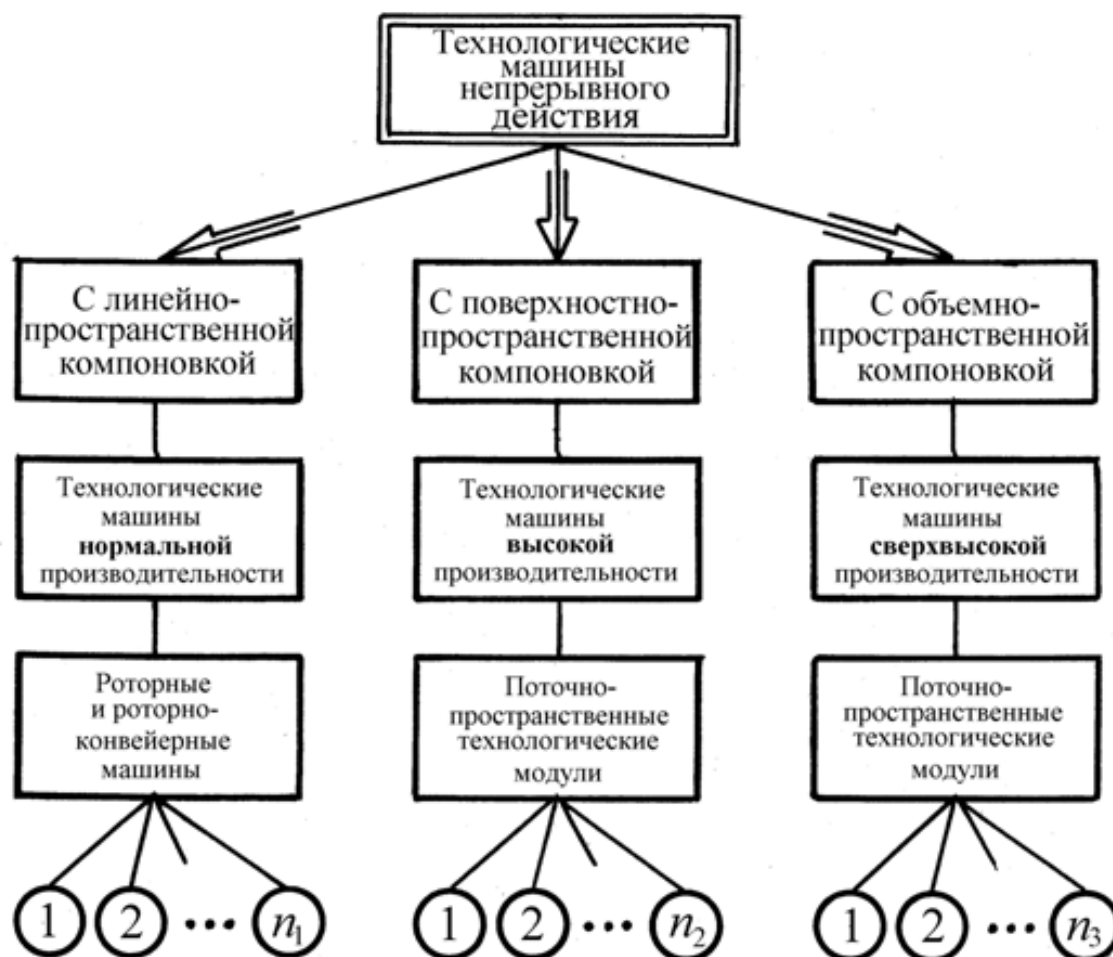 Технологические
машины
непрерывного
действия
С линейно-
пространственной
компоновкой
С поверхностно-
пространственной
компоновкой
С объемно-
пространственной
компоновкой
Технологические
машины
нормальной
производительности
Технологические
машины
высокой
производительности
Технологические
машины
сверхвысокой
производительности
Роторные
и роторно-
конвейерные
машины
Поточно-
пространственные
технологические
модули
Поточно-
пространственные
технологические
модули
1 2 ... n₁
1 2 ... n₂
1 2 ... n₃